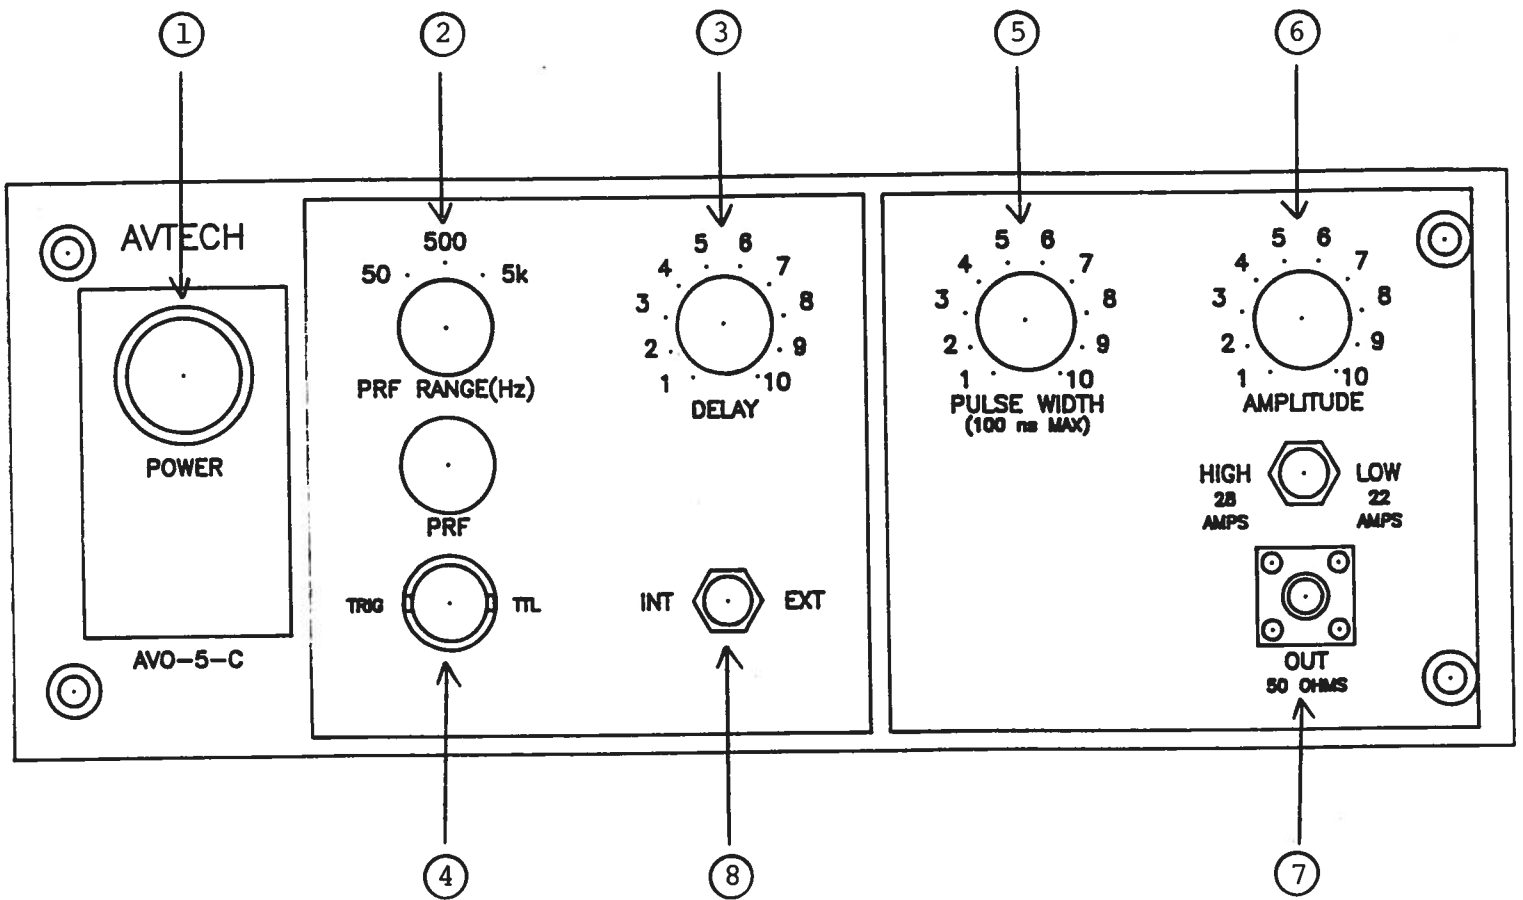 1 2 3 5 6
AVTECH
POWER
AVO-5-C
50 500 5k
PRF RANGE(Hz)
PRF
TRIG TTL
1 2 3 4 5 6 7 8 9 10
DELAY
INT EXT
1 2 3 4 5 6 7 8 9 10
PULSE WIDTH
(100 ns MAX)
1 2 3 4 5 6 7 8 9 10
AMPLITUDE
HIGH
28
AMPS
LOW
22
AMPS
OUT
50 OHMS
4 8 7